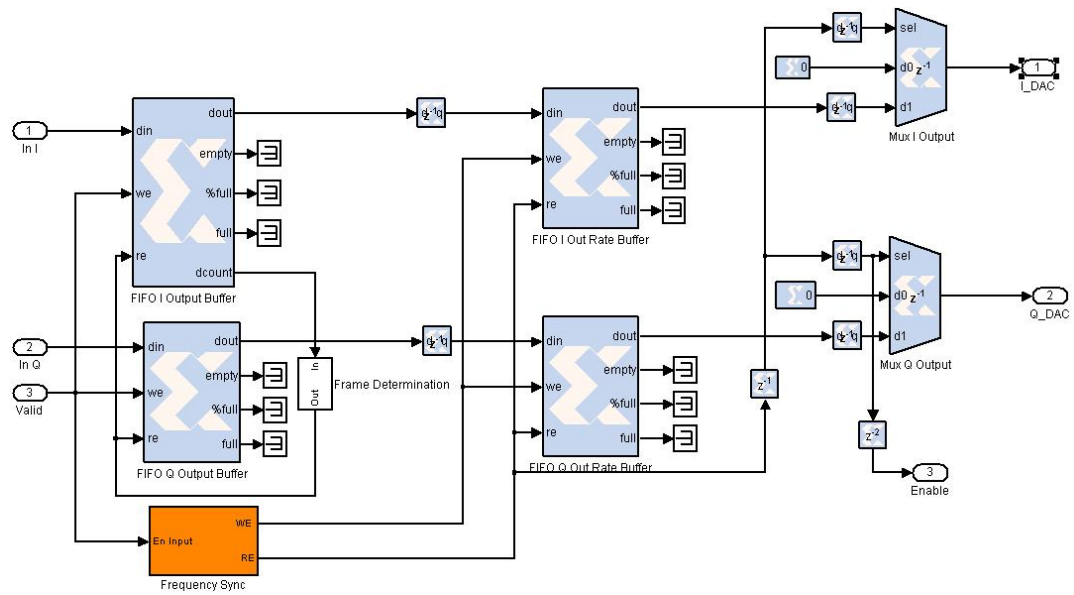 d z⁻¹ q
sel
0
d0 z⁻¹
d1
Mux I Output
1
I_DAC
1
In I
din
we
re
dout
empty
%full
full
dcount
FIFO I Output Buffer
d z⁻¹ q
din
we
re
dout
empty
%full
full
FIFO I Out Rate Buffer
d z⁻¹ q
d z⁻¹ q
sel
0
d0 z⁻¹
d1
Mux Q Output
2
Q_DAC
2
In Q
3
Valid
din
we
re
dout
empty
%full
full
FIFO Q Output Buffer
In
Out
Frame Determination
d z⁻¹ q
din
we
re
dout
empty
%full
full
FIFO Q Out Rate Buffer
d z⁻¹ q
z⁻¹
z⁻²
3
Enable
En Input
WE
RE
Frequency Sync